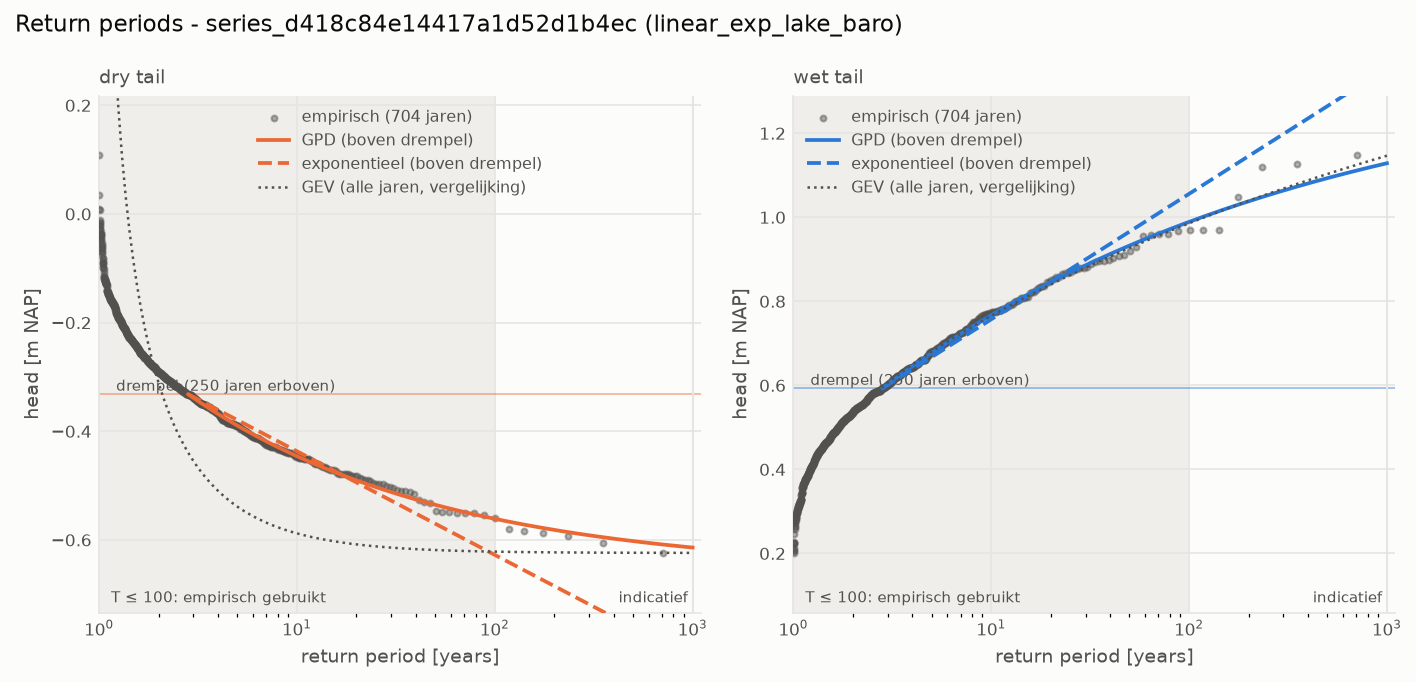 Return periods - series_d418c84e14417a1d52d1b4ec (linear_exp_lake_baro)
dry tail
empirisch (704 jaren)
GPD (boven drempel)
exponentieel (boven drempel)
GEV (alle jaren, vergelijking)
0.2
0.0
−0.2
−0.4
−0.6
head [m NAP]
drempel (250 jaren erboven)
T ≤ 100: empirisch gebruikt
indicatief
10⁰
10¹
10²
10³
return period [years]
wet tail
empirisch (704 jaren)
GPD (boven drempel)
exponentieel (boven drempel)
GEV (alle jaren, vergelijking)
1.2
1.0
0.8
0.6
0.4
0.2
head [m NAP]
drempel (250 jaren erboven)
T ≤ 100: empirisch gebruikt
indicatief
10⁰
10¹
10²
10³
return period [years]